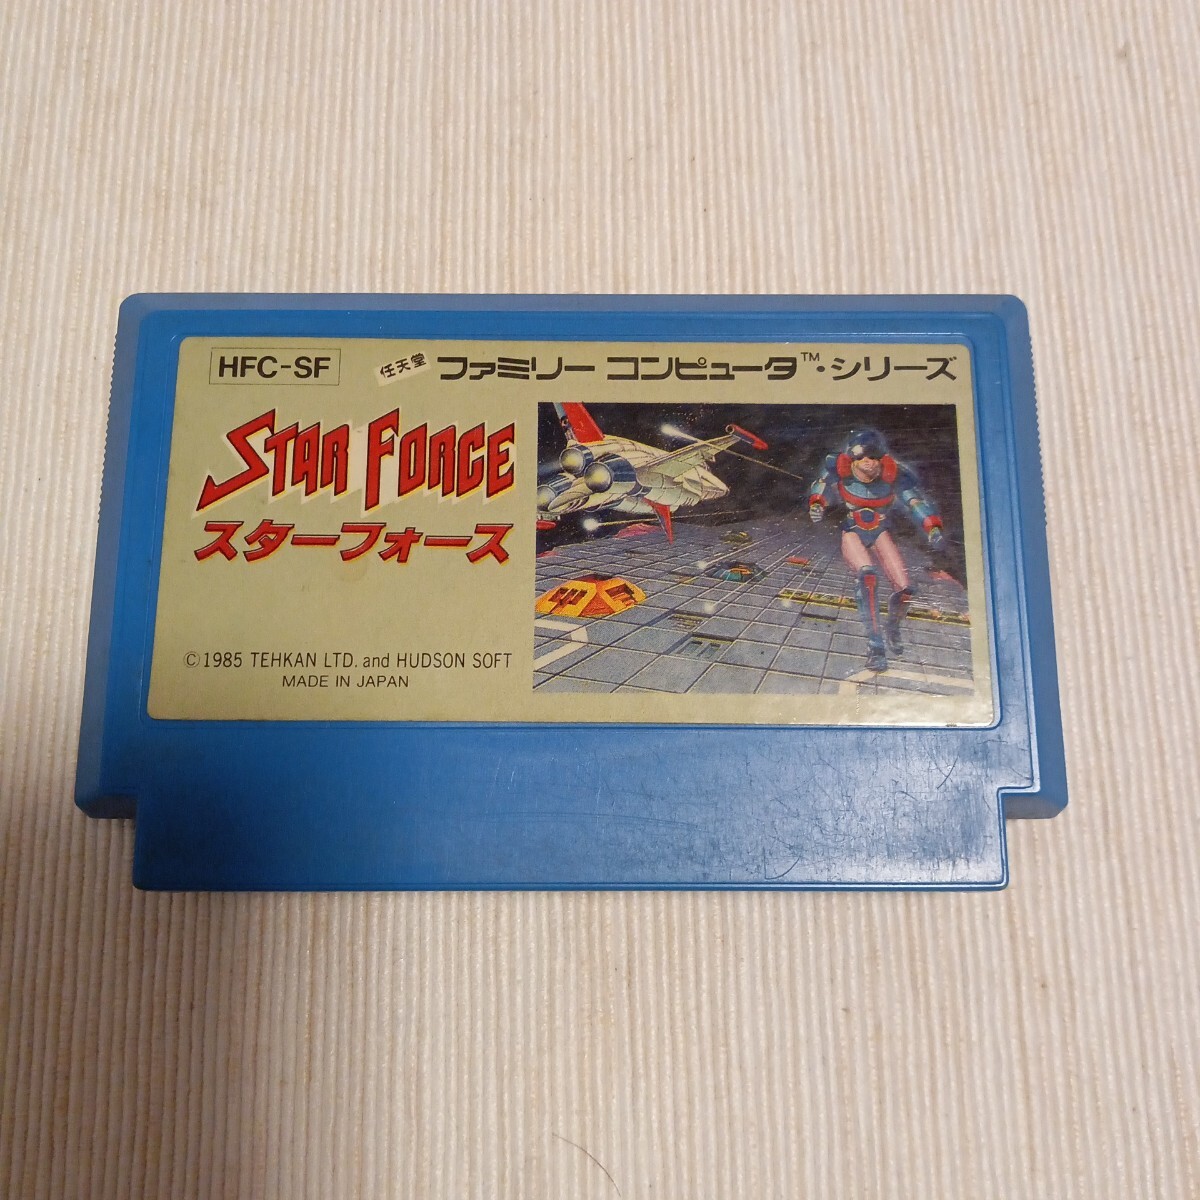 HFC-SF
任天堂 ファミリー コンピュータ™・シリーズ
STAR FORCE
スターフォース
©1985 TEHKAN LTD. and HUDSON SOFT
MADE IN JAPAN